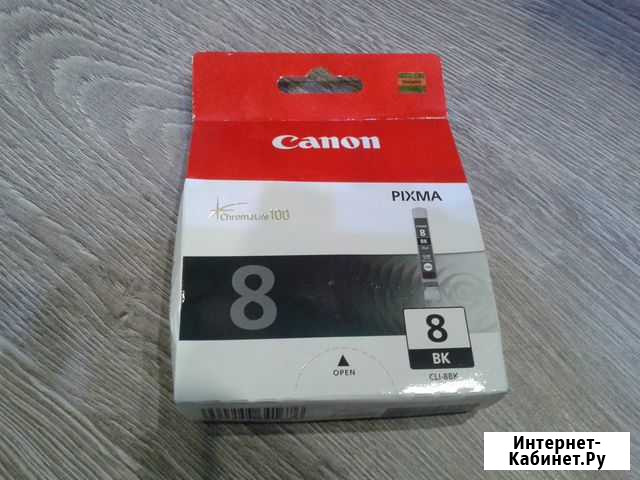 Canon
PIXMA
ChromaLife100
8
BK
8
8
BK
OPEN
CLI-8BK
Интернет-
Кабинет.Ру